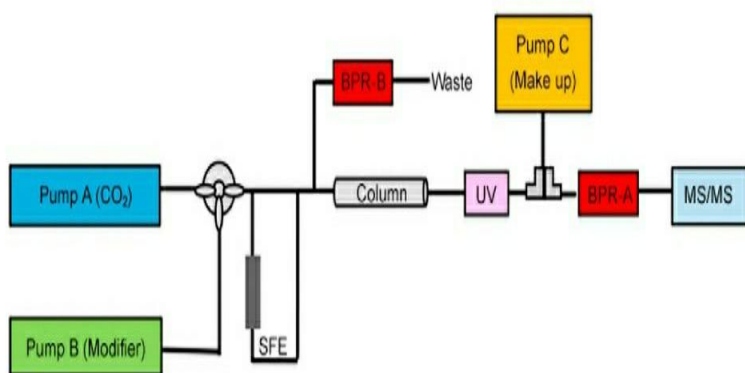 Pump C
(Make up)
BPR-B
Waste
Pump A (CO₂)
Column
UV
BPR-A
MS/MS
Pump B (Modifier)
SFE